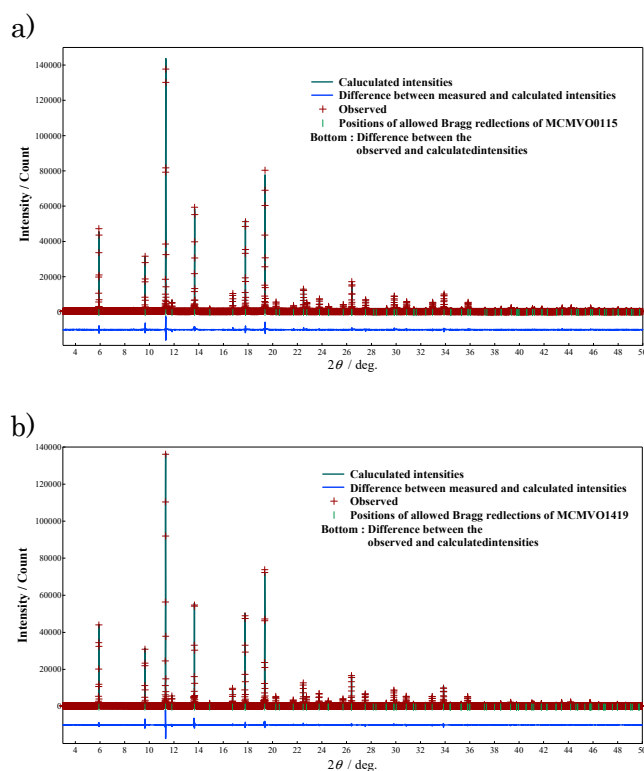 a)
140000
Caluculated intensities
120000
Difference between measured and calculated intensities
Observed
Positions of allowed Bragg redlections of MCMVO0115
100000
Bottom : Difference between the
observed and calculatedintensities
80000
60000
40000
20000
0
Intensity / Count
4 6 8 10 12 14 16 18 20 22 24 26 28 30 32 34 36 38 40 42 44 46 48 50
2θ / deg.
b)
140000
Caluculated intensities
120000
Difference between measured and calculated intensities
Observed
Positions of allowed Bragg redlections of MCMVO1419
100000
Bottom : Difference between the
observed and calculatedintensities
80000
60000
40000
20000
0
Intensity / Count
4 6 8 10 12 14 16 18 20 22 24 26 28 30 32 34 36 38 40 42 44 46 48 50
2θ / deg.